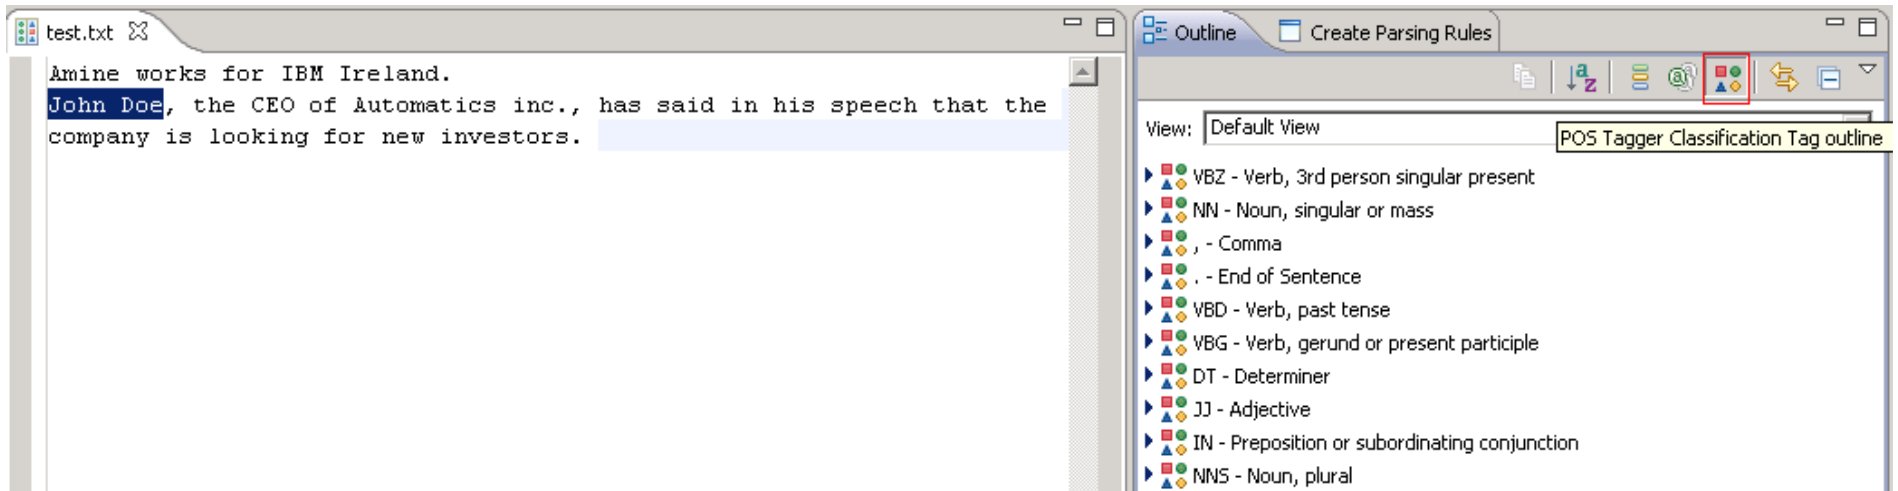 test.txt
Amine works for IBM Ireland.
John Doe, the CEO of Automatics inc., has said in his speech that the
company is looking for new investors.
Outline
Create Parsing Rules
View: Default View
POS Tagger Classification Tag outline
VBZ - Verb, 3rd person singular present
NN - Noun, singular or mass
, - Comma
. - End of Sentence
VBD - Verb, past tense
VBG - Verb, gerund or present participle
DT - Determiner
JJ - Adjective
IN - Preposition or subordinating conjunction
NNS - Noun, plural